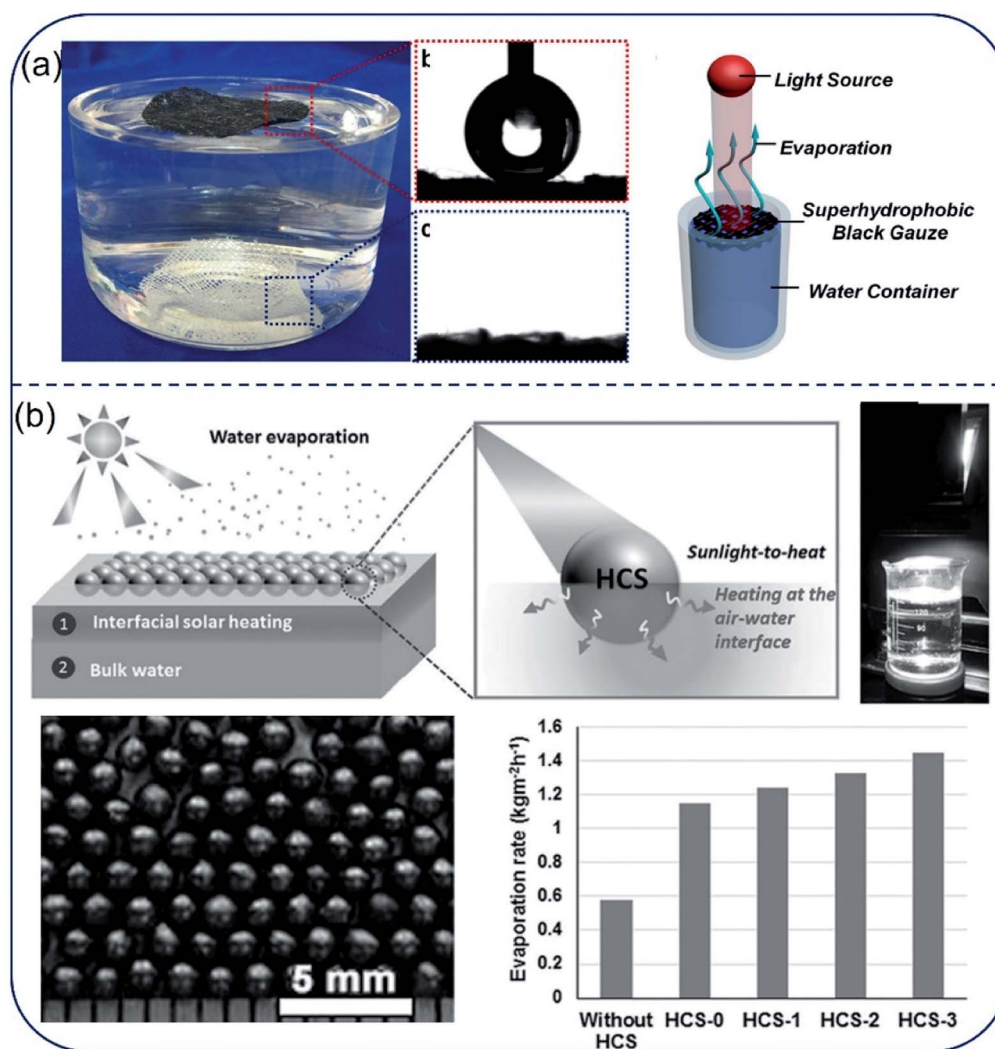 (a)
b
c
Light Source
Evaporation
Superhydrophobic
Black Gauze
Water Container
(b)
Water evaporation
1 Interfacial solar heating
2 Bulk water
HCS
Sunlight-to-heat
Heating at the
air-water
interface
5 mm
Evaporation rate (kgm⁻²h⁻¹)
1.6
1.4
1.2
1
0.8
0.6
0.4
0.2
0
Without
HCS
HCS-0
HCS-1
HCS-2
HCS-3